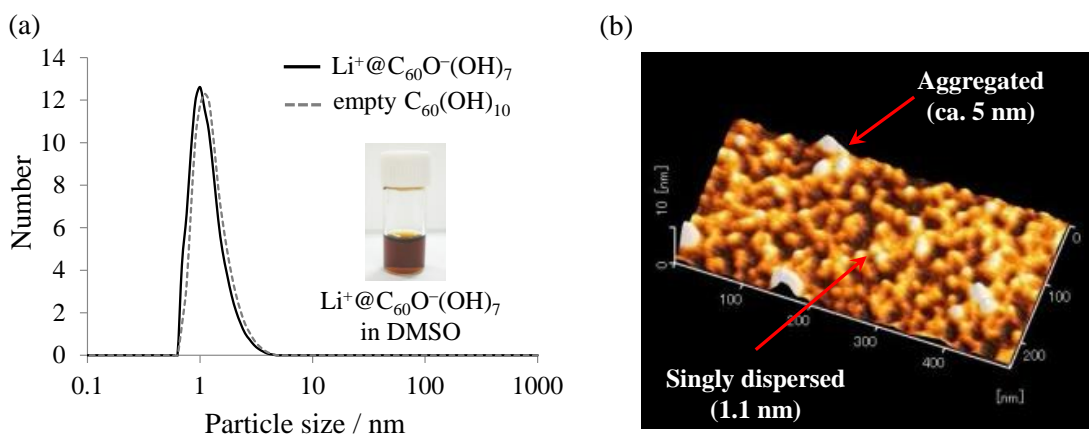 (a)
14
12
10
8
6
4
2
0
Number
0.1
1
10
100
1000
Particle size / nm
Li⁺@C₆₀O⁻(OH)₇
empty C₆₀(OH)₁₀
Li⁺@C₆₀O⁻(OH)₇
in DMSO
(b)
Aggregated
(ca. 5 nm)
Singly dispersed
(1.1 nm)
10 [nm]
0
100
200
300
400
[nm]
0
100
200